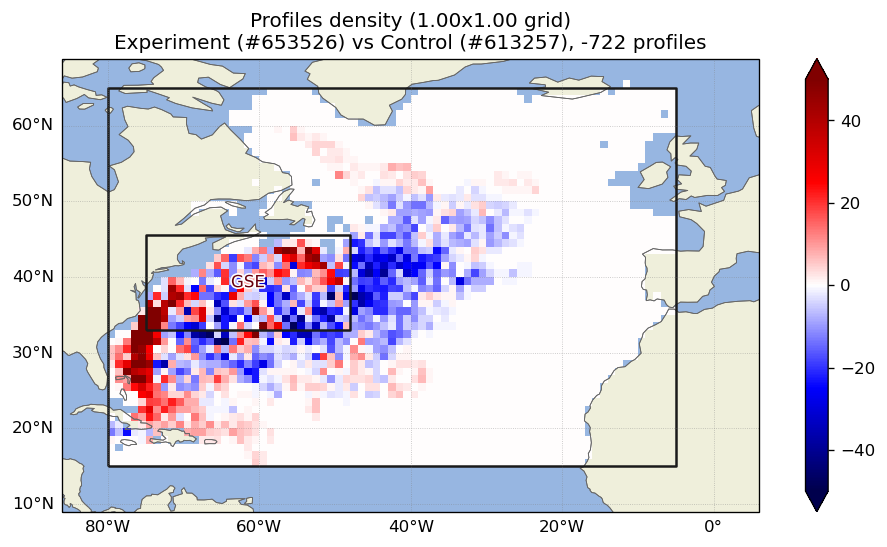 Profiles density (1.00x1.00 grid)
Experiment (#653526) vs Control (#613257), -722 profiles
60°N
50°N
40°N
30°N
20°N
10°N
GSE
80°W
60°W
40°W
20°W
0°
40
20
0
−20
−40